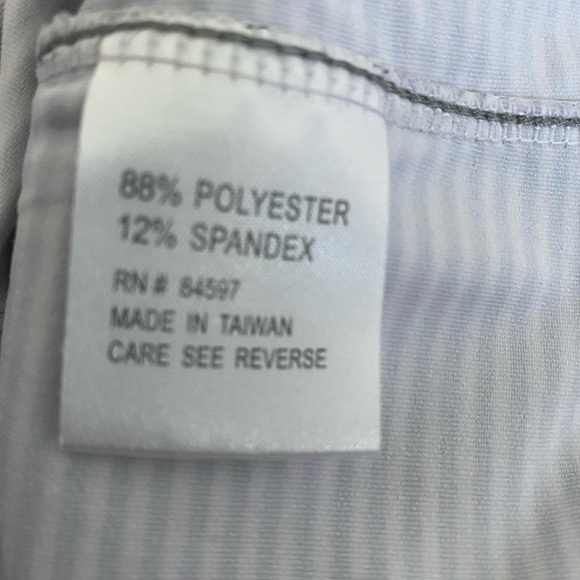 88% POLYESTER
12% SPANDEX
RN # 84597
MADE IN TAIWAN
CARE SEE REVERSE